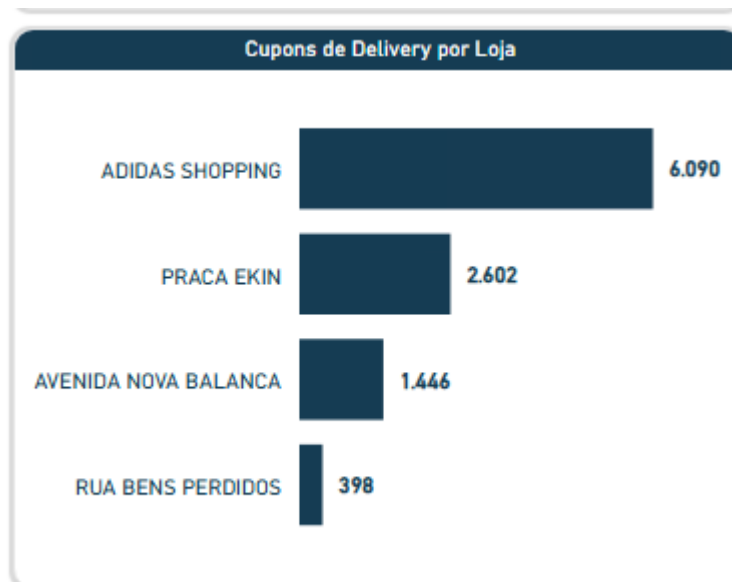 Cupons de Delivery por Loja
ADIDAS SHOPPING 6.090
PRACA EKIN 2.602
AVENIDA NOVA BALANCA 1.446
RUA BENS PERDIDOS 398